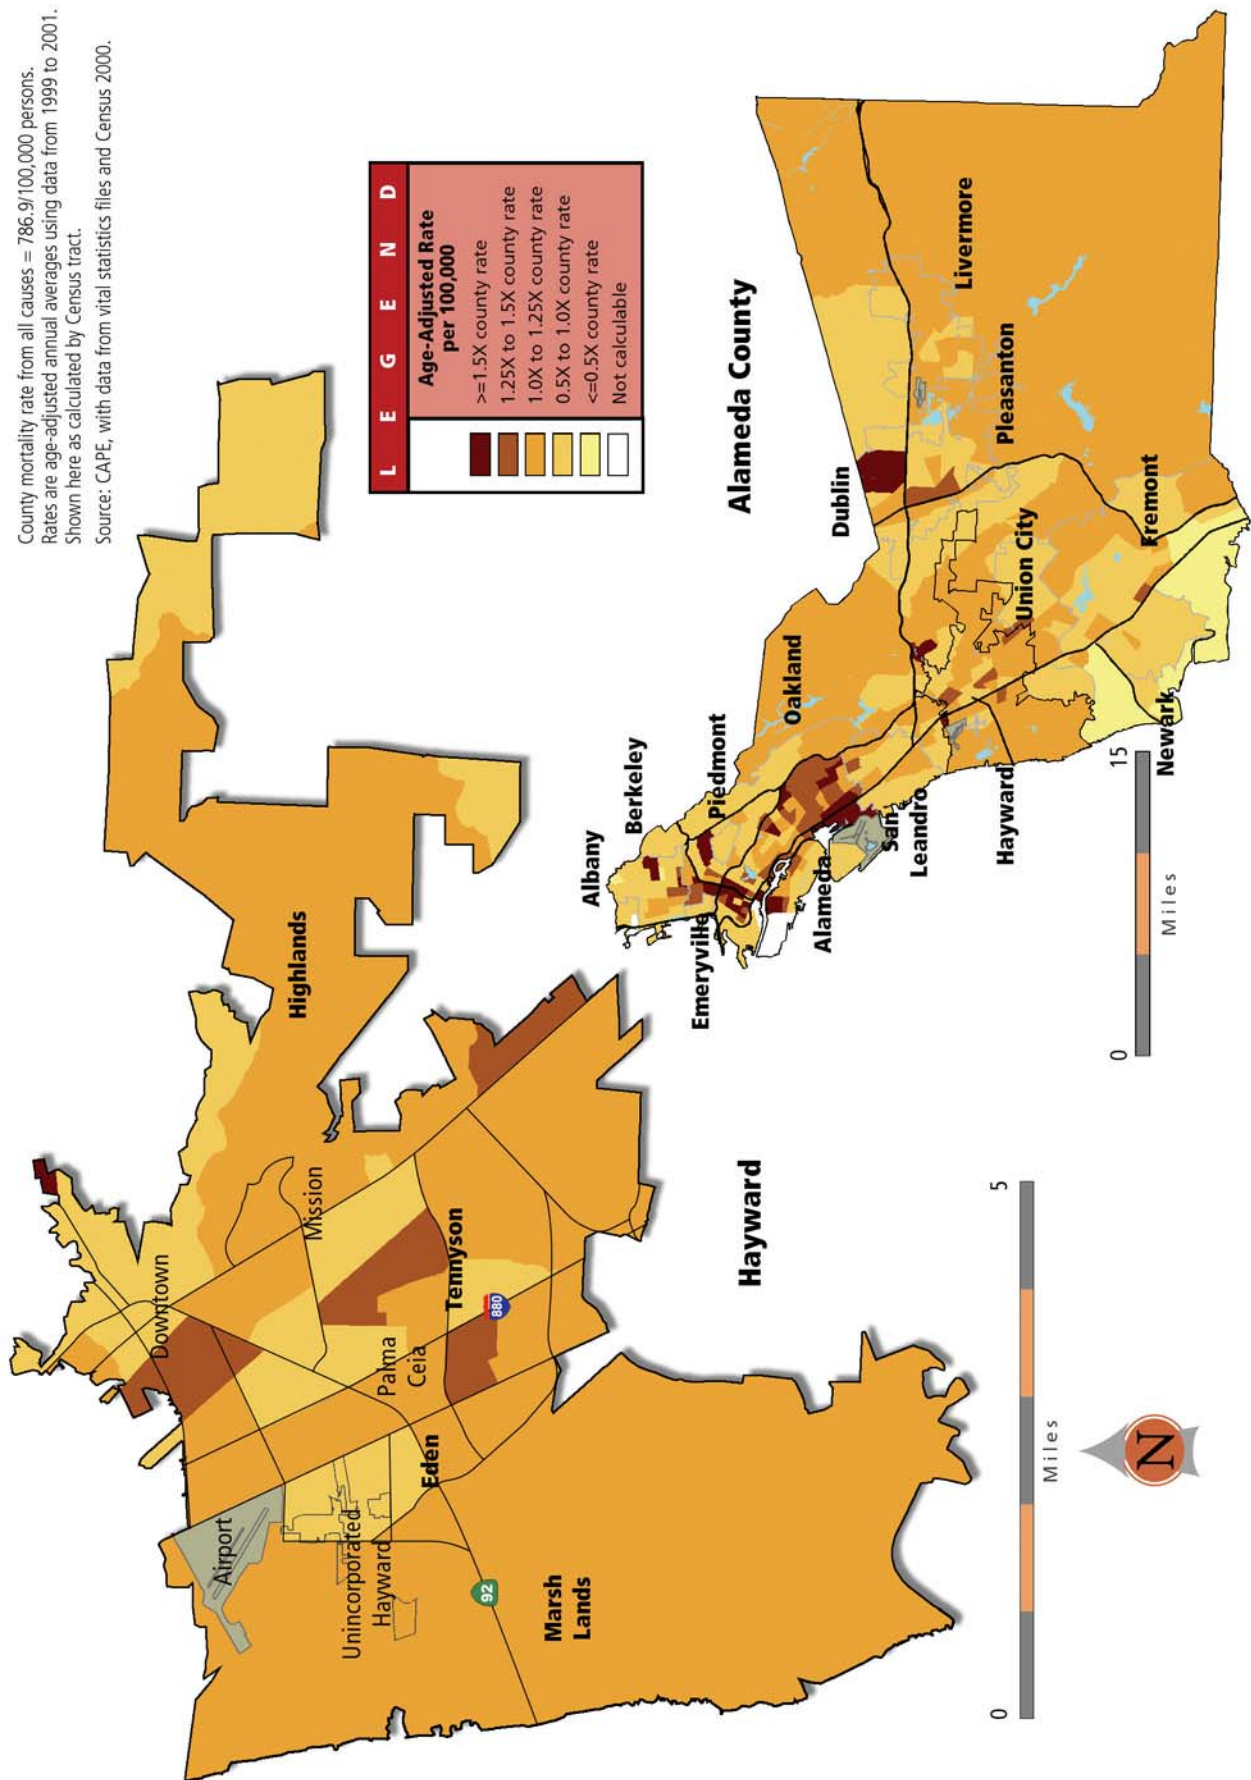 County mortality rate from all causes = 786.9/100,000 persons.
Rates are age-adjusted annual averages using data from 1999 to 2001.
Shown here as calculated by Census tract.
Source: CAPE, with data from vital statistics files and Census 2000.
LEGEND
Age-Adjusted Rate
per 100,000
>=1.5X county rate
1.25X to 1.5X county rate
1.0X to 1.25X county rate
0.5X to 1.0X county rate
<=0.5X county rate
Not calculable
Downtown
Highlands
Airport
Mission
Unincorporated
Hayward
Palma
Ceia
Eden
Tennyson
880
92
Marsh
Lands
Hayward
0
5
Miles
N
Alameda County
Albany
Berkeley
Emeryville
Piedmont
Oakland
Alameda
San
Leandro
Hayward
Dublin
Livermore
Pleasanton
Union City
Fremont
Newark
0
15
Miles